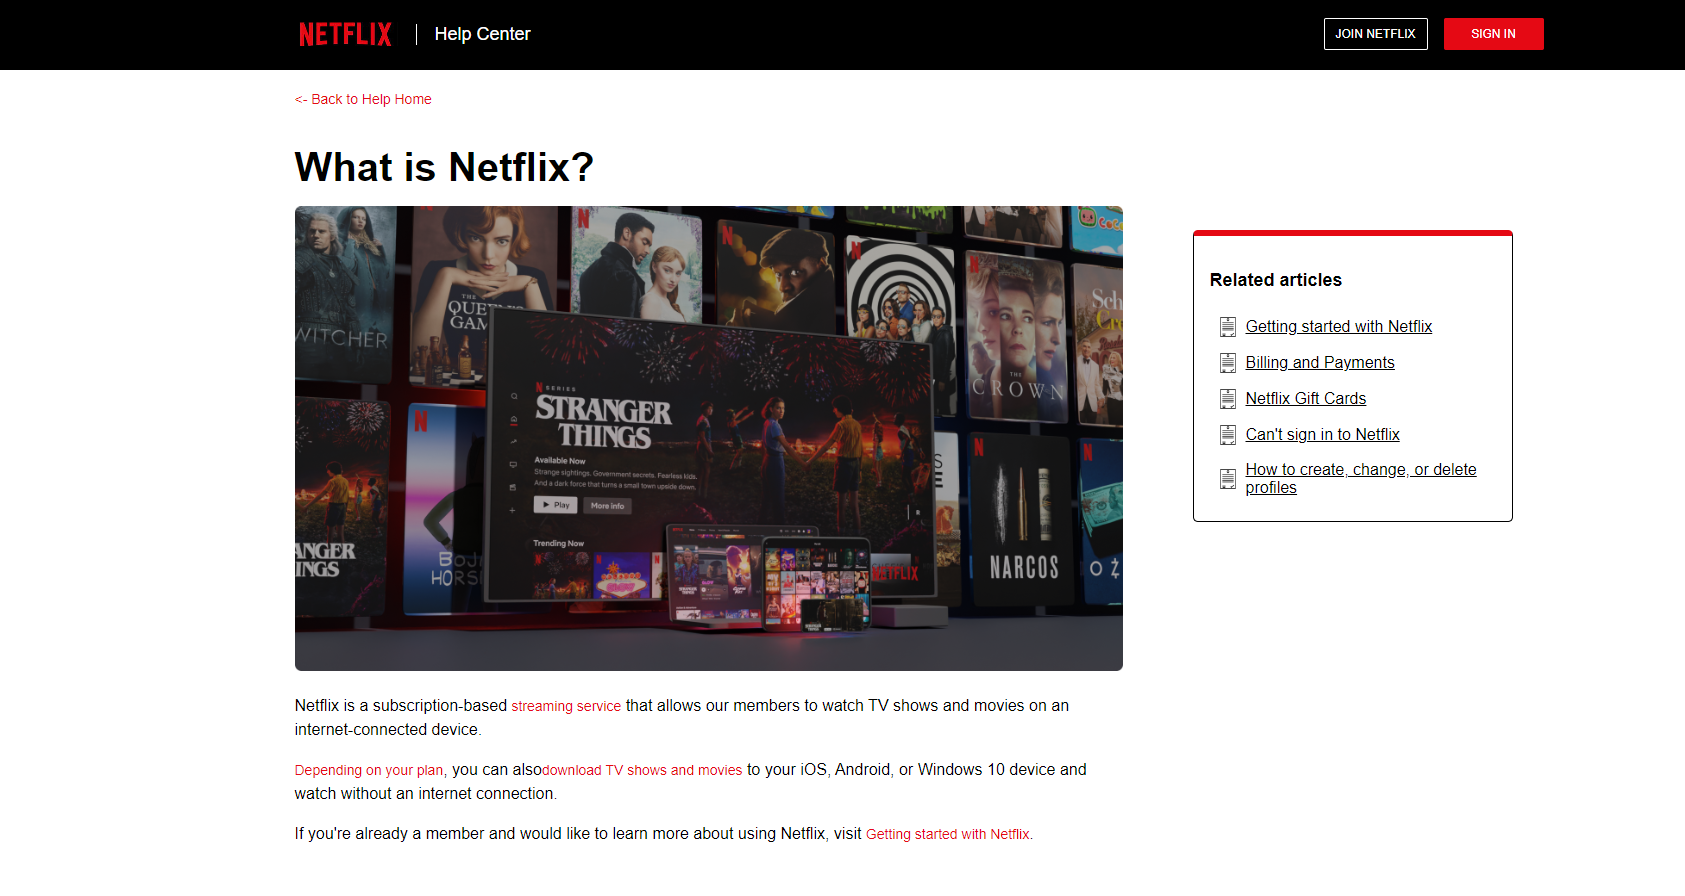 NETFLIX
Help Center
JOIN NETFLIX
SIGN IN
<- Back to Help Home
What is Netflix?
WITCHER
THE
QUEEN'S
GAM
THE
CROWN
Sch
N SERIES
STRANGER
THINGS
Available Now
Strange sightings. Government secrets. Fearless kids.
And a dark force that turns a small town upside down.
Play
More info
Trending Now
ANGER
INGS
BOJ
HORS
NETFLIX
NARCOS
Netflix is a subscription-based streaming service that allows our members to watch TV shows and movies on an
internet-connected device.
Depending on your plan, you can alsodownload TV shows and movies to your iOS, Android, or Windows 10 device and
watch without an internet connection.
If you're already a member and would like to learn more about using Netflix, visit Getting started with Netflix.
Related articles
Getting started with Netflix
Billing and Payments
Netflix Gift Cards
Can't sign in to Netflix
How to create, change, or delete
profiles